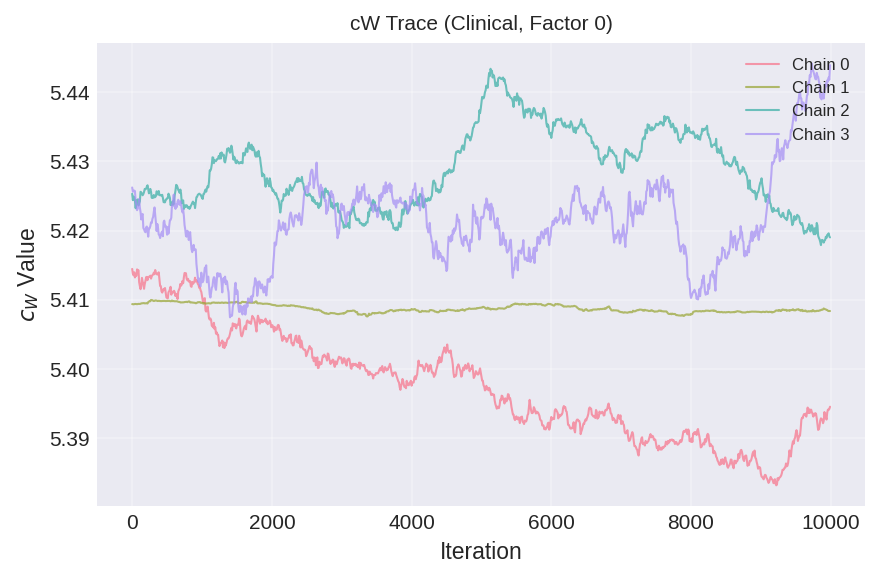 cW Trace (Clinical, Factor 0)
Chain 0
Chain 1
Chain 2
Chain 3
5.44
5.43
5.42
5.41
5.40
5.39
c_W Value
0 2000 4000 6000 8000 10000
Iteration